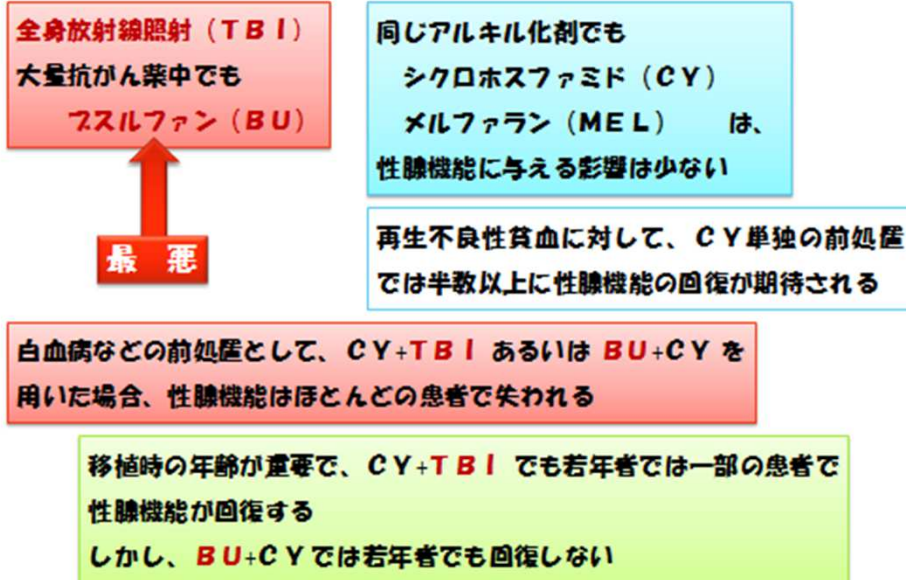 全身放射線照射（ＴＢＩ）
大量抗がん薬中でも
ブスルファン（ＢＵ）
最 悪
同じアルキル化剤でも
シクロホスファミド（ＣＹ）
メルファラン（ＭＥＬ） は、
性腺機能に与える影響は少ない
再生不良性貧血に対して、ＣＹ単独の前処置
では半数以上に性腺機能の回復が期待される
白血病などの前処置として、ＣＹ+ＴＢＩ あるいは ＢＵ+ＣＹ を
用いた場合、性腺機能はほとんどの患者で失われる
移植時の年齢が重要で、ＣＹ+ＴＢＩ でも若年者では一部の患者で
性腺機能が回復する
しかし、ＢＵ+ＣＹでは若年者でも回復しない